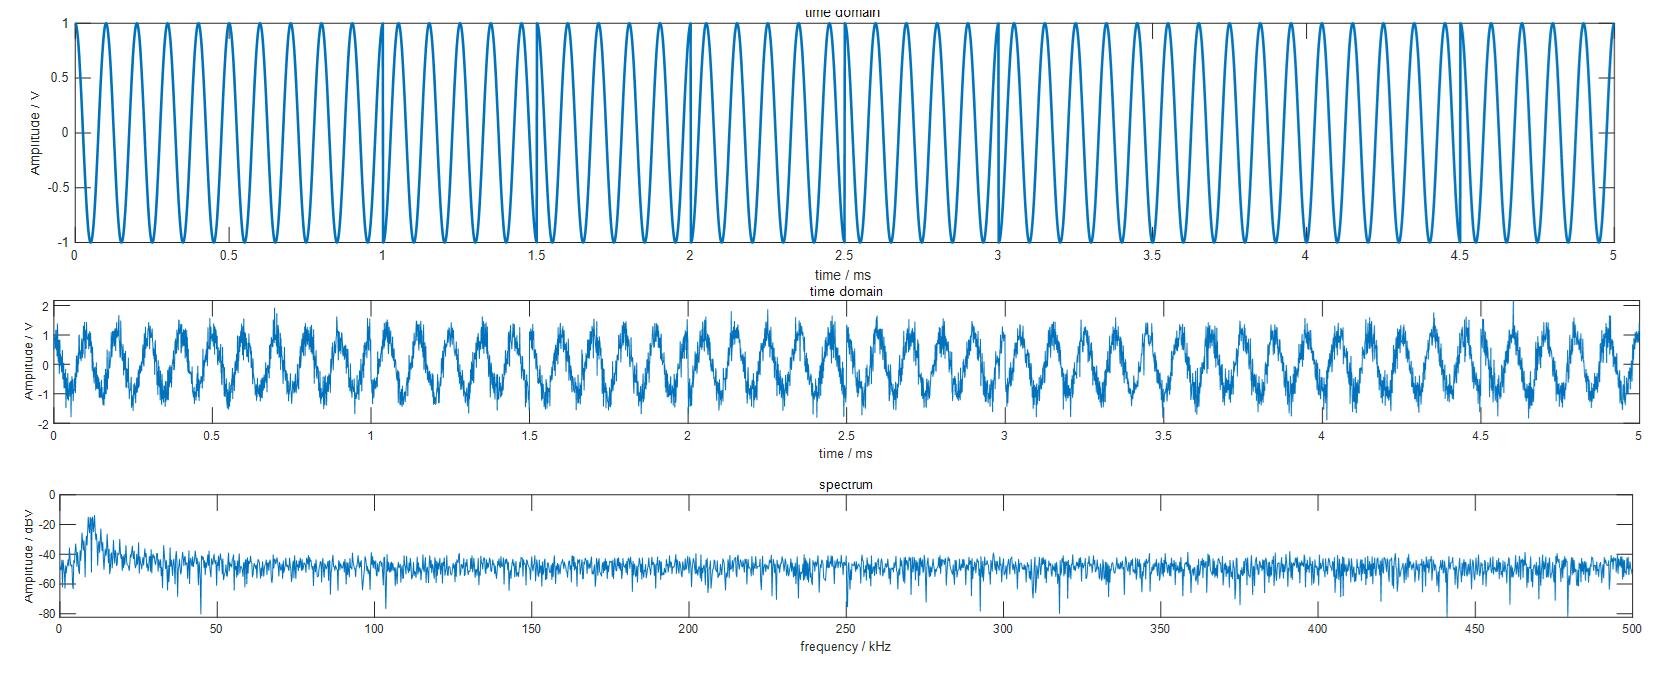 time domain
1
0.5
0
-0.5
-1
Amplitude / V
0 0.5 1 1.5 2 2.5 3 3.5 4 4.5 5
time / ms
time domain
2
1
0
-1
-2
Amplitude / V
0 0.5 1 1.5 2 2.5 3 3.5 4 4.5 5
time / ms
spectrum
0
-20
-40
-60
-80
Amplitude / dBV
0 50 100 150 200 250 300 350 400 450 500
frequency / kHz